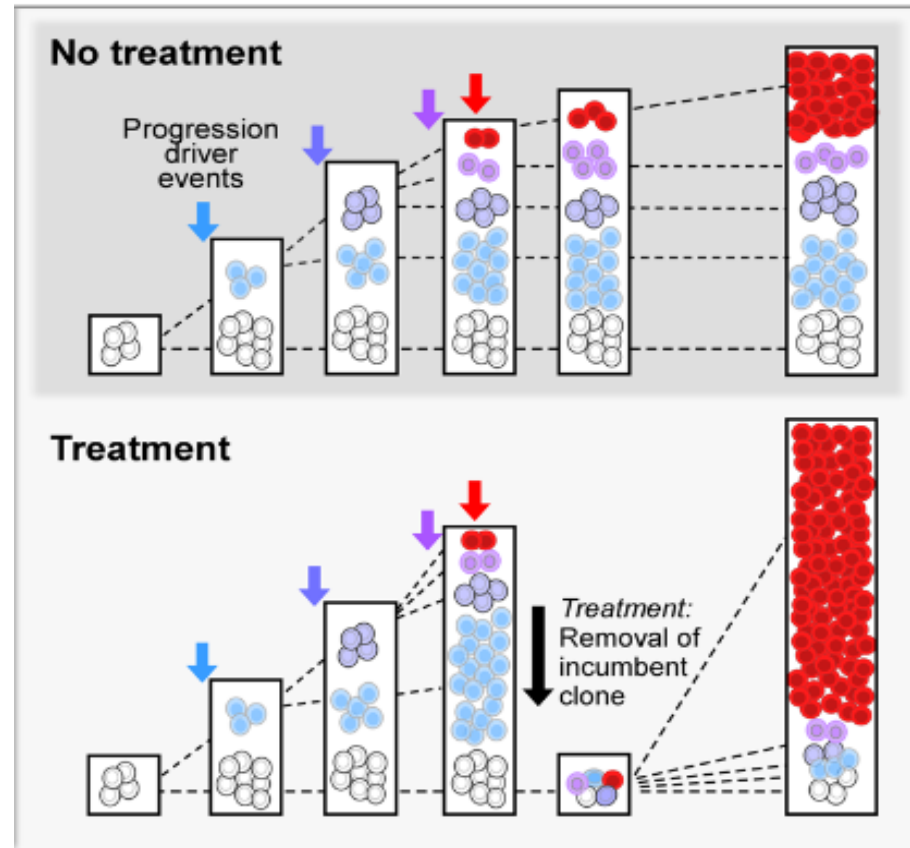 No treatment
Progression
driver
events
Treatment
Treatment:
Removal of
incumbent
clone